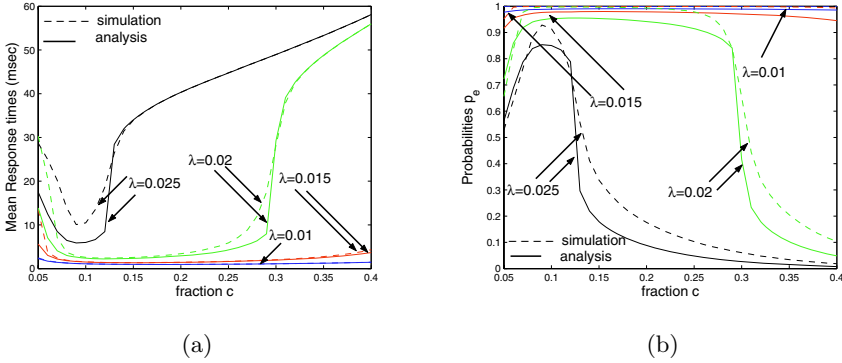 60
50
40
30
20
10
0
Mean Response times (msec)
simulation
analysis
λ=0.02
λ=0.015
λ=0.025
λ=0.01
0.05 0.1 0.15 0.2 0.25 0.3 0.35 0.4
fraction c
(a)
1
0.9
0.8
0.7
0.6
0.5
0.4
0.3
0.2
0.1
0
Probabilities p_e
λ=0.01
λ=0.015
λ=0.025
λ=0.02
simulation
analysis
0.05 0.1 0.15 0.2 0.25 0.3 0.35 0.4
fraction c
(b)